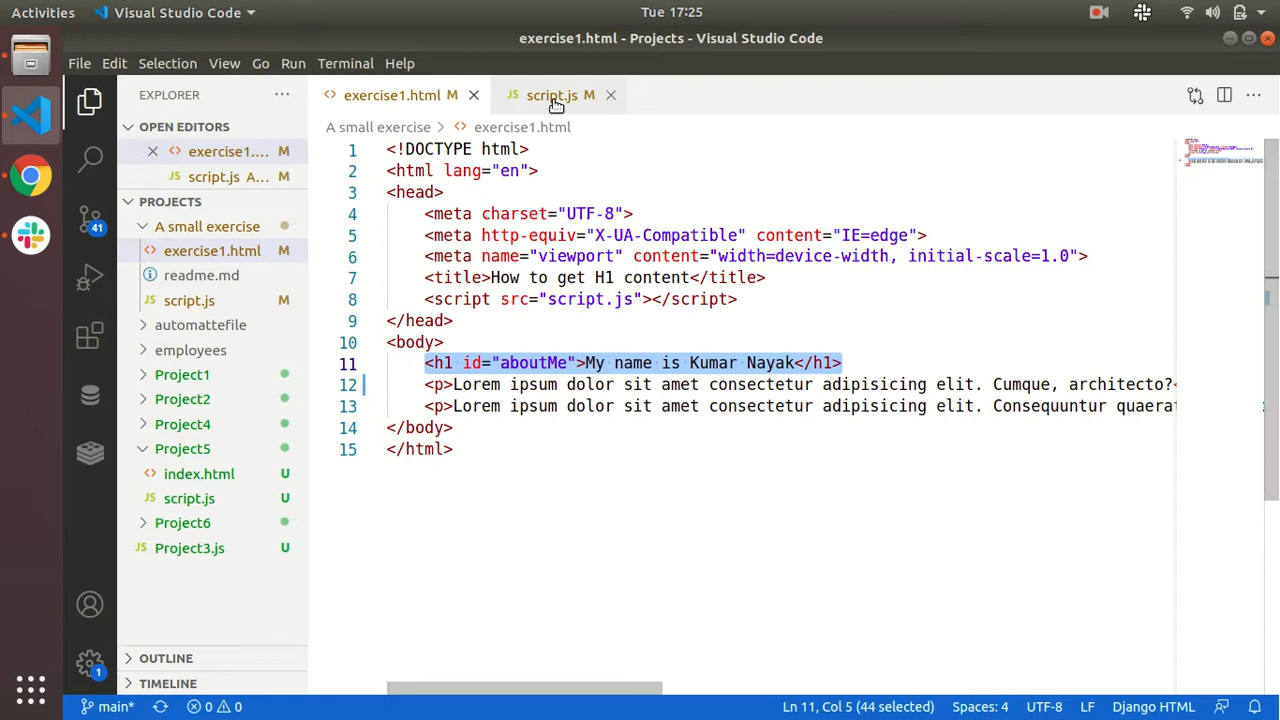 Activities
Visual Studio Code
Tue 17:25
exercise1.html - Projects - Visual Studio Code
File Edit Selection View Go Run Terminal Help
EXPLORER
exercise1.html M
JS script.js M
OPEN EDITORS
A small exercise > exercise1.html
exercise1.... M
script.js A... M
PROJECTS
A small exercise
exercise1.html M
readme.md
JS script.js M
automattefile
employees
Project1
Project2
Project4
Project5
index.html U
JS script.js U
Project6
JS Project3.js U
OUTLINE
TIMELINE
41
1
1 <!DOCTYPE html>
2 <html lang="en">
3 <head>
4 <meta charset="UTF-8">
5 <meta http-equiv="X-UA-Compatible" content="IE=edge">
6 <meta name="viewport" content="width=device-width, initial-scale=1.0">
7 <title>How to get H1 content</title>
8 <script src="script.js"></script>
9 </head>
10 <body>
11 <h1 id="aboutMe">My name is Kumar Nayak</h1>
12 <p>Lorem ipsum dolor sit amet consectetur adipisicing elit. Cumque, architecto?<
13 <p>Lorem ipsum dolor sit amet consectetur adipisicing elit. Consequuntur quaerat
14 </body>
15 </html>
main* 0 0 Ln 11, Col 5 (44 selected) Spaces: 4 UTF-8 LF Django HTML